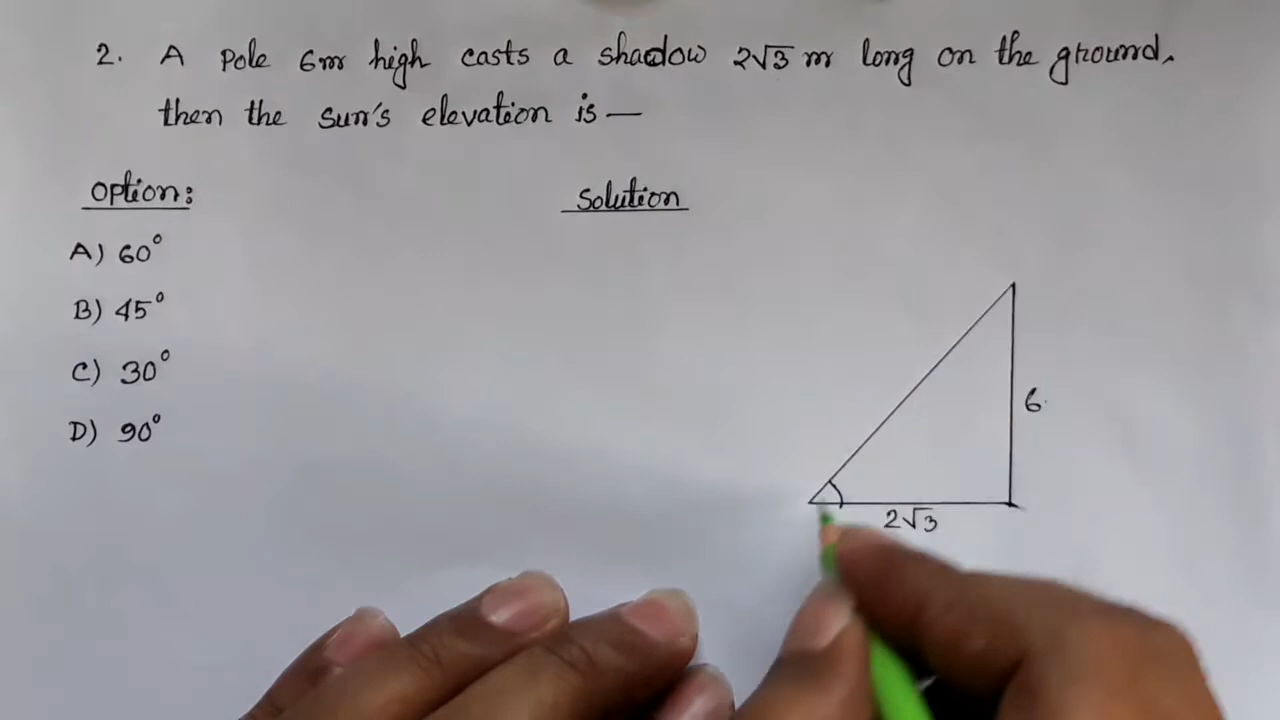 2. A pole 6m high casts a shadow 2√3 m long on the ground.
then the sun's elevation is —
Option:
Solution
A) 60°
B) 45°
C) 30°
D) 90°
6
2√3